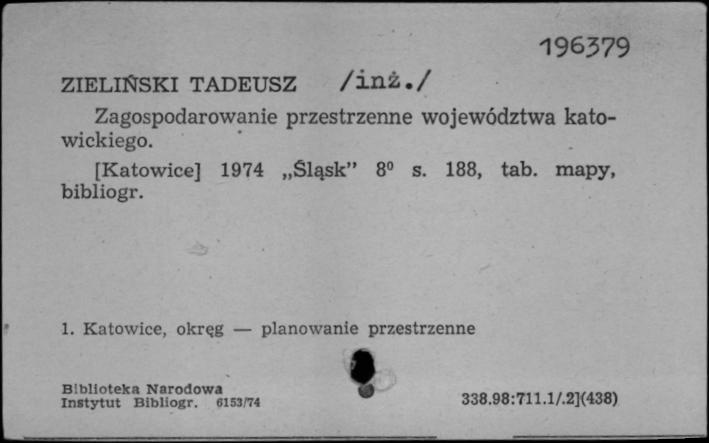 196379
ZIELIŃSKI TADEUSZ /inż./
Zagospodarowanie przestrzenne województwa kato-
wickiego.
[Katowice] 1974 „Śląsk” 8⁰ s. 188, tab. mapy,
bibliogr.
1. Katowice, okręg — planowanie przestrzenne
Biblioteka Narodowa
Instytut Bibliogr. 6153/74
338.98:711.1/.2](438)